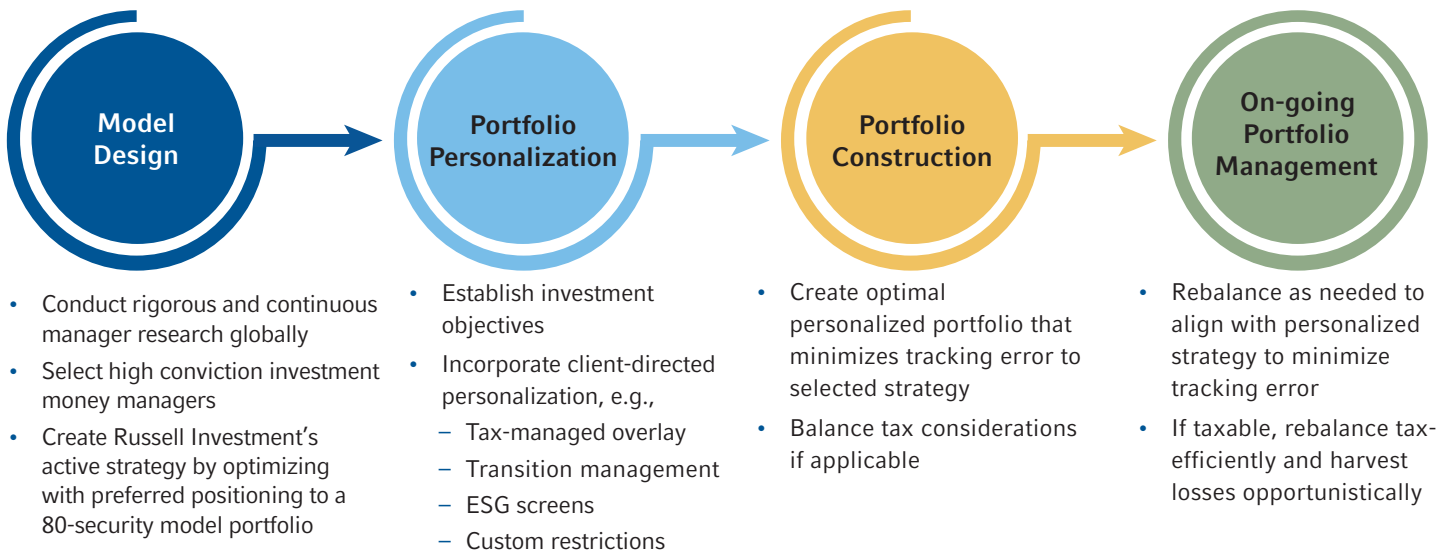 Model
Design
Portfolio
Personalization
Portfolio
Construction
On-going
Portfolio
Management
• Conduct rigorous and continuous
manager research globally
• Select high conviction investment
money managers
• Create Russell Investment's
active strategy by optimizing
with preferred positioning to a
80-security model portfolio
• Establish investment
objectives
• Incorporate client-directed
personalization, e.g.,
– Tax-managed overlay
– Transition management
– ESG screens
– Custom restrictions
• Create optimal
personalized portfolio that
minimizes tracking error to
selected strategy
• Balance tax considerations
if applicable
• Rebalance as needed to
align with personalized
strategy to minimize
tracking error
• If taxable, rebalance tax-
efficiently and harvest
losses opportunistically